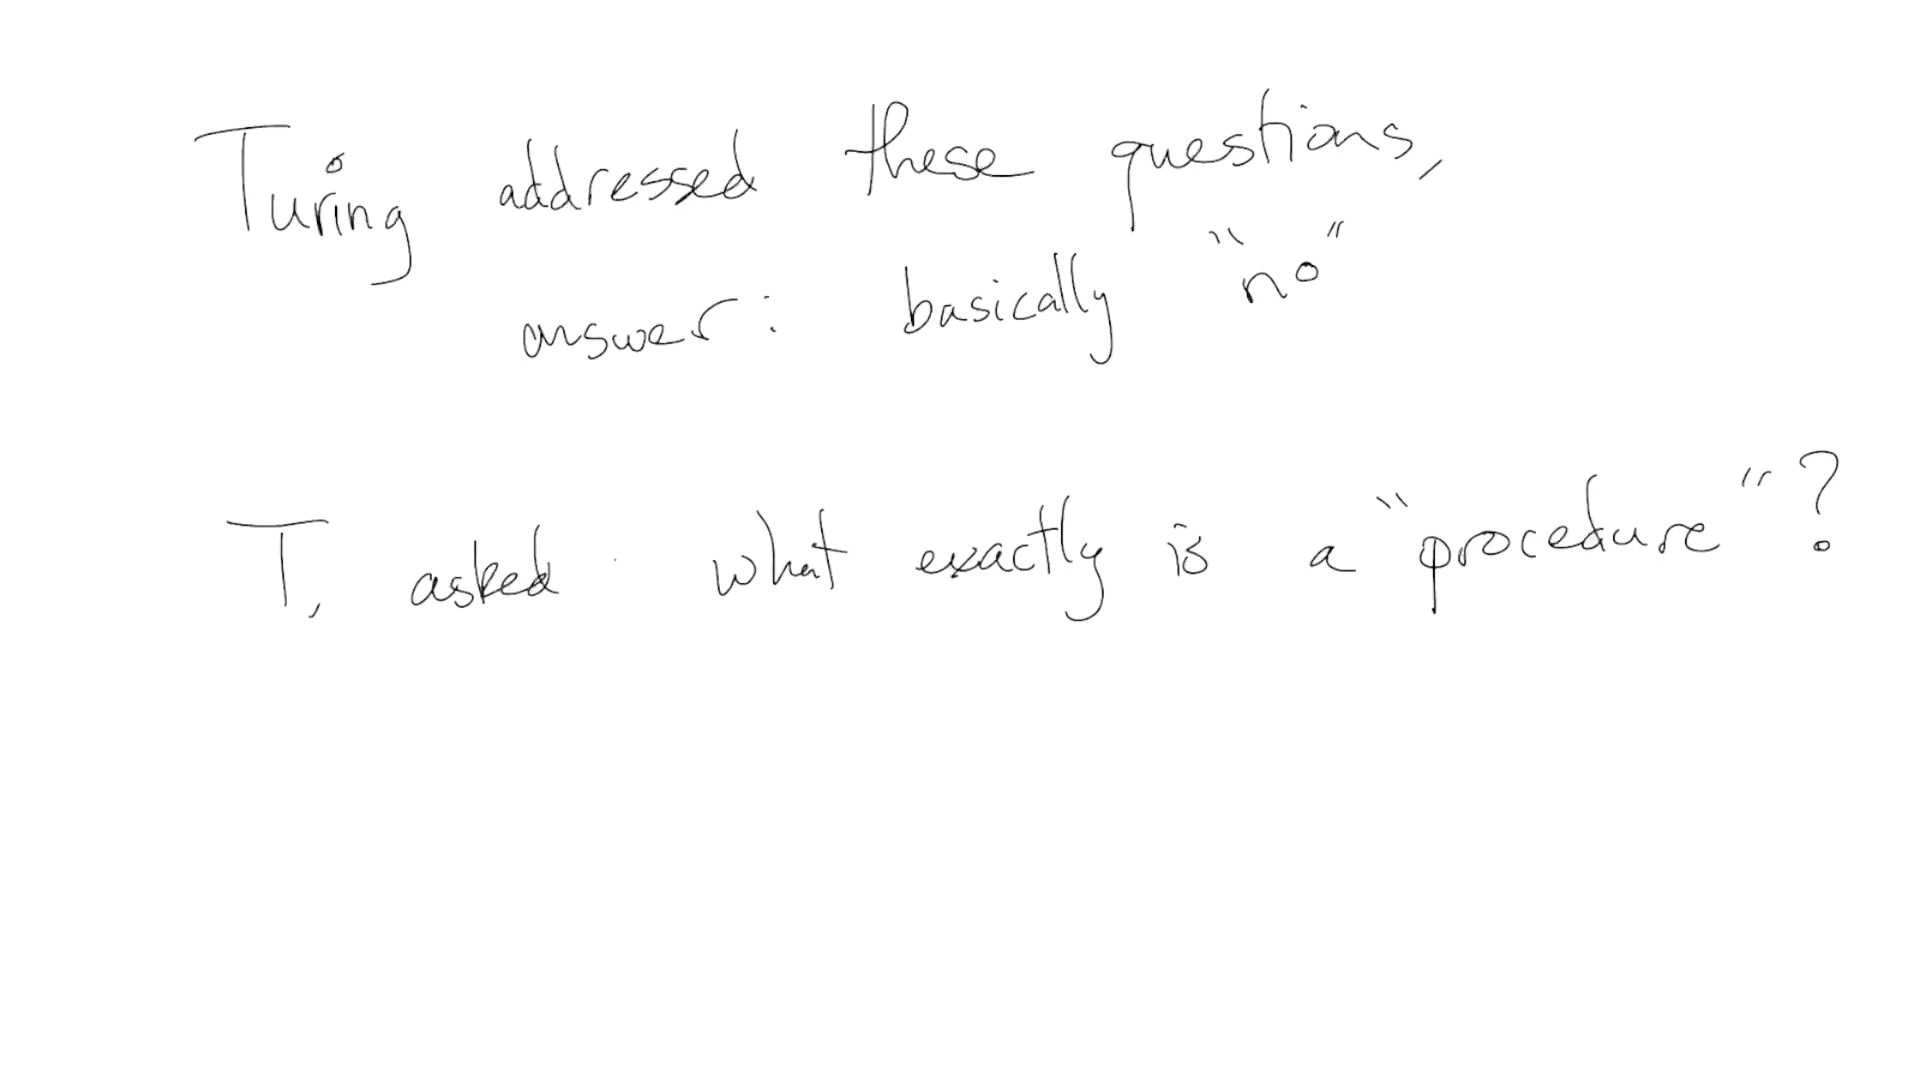 Turing addressed these questions,
answer: basically "no"
T. asked. what exactly is a "procedure"?